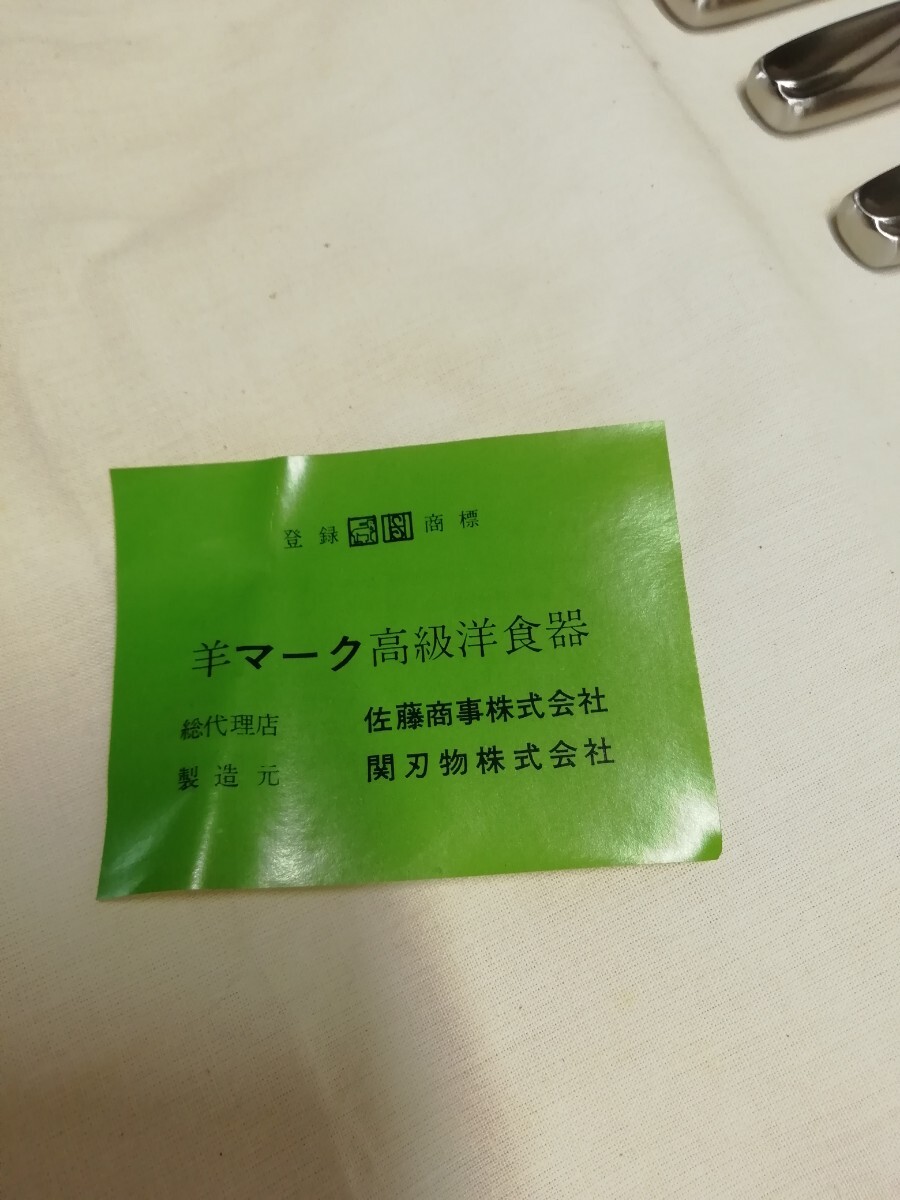 登録 商標
羊マーク高級洋食器
総代理店 佐藤商事株式会社
製造元 関刃物株式会社